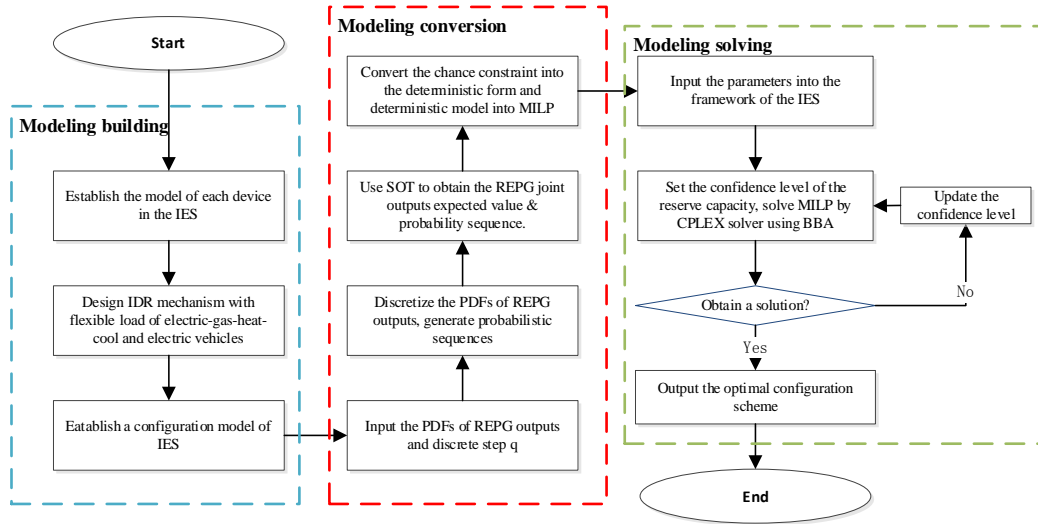 Start
Modeling building
Establish the model of each device
in the IES
Design IDR mechanism with
flexible load of electric-gas-heat-
cool and electric vehicles
Eatablish a configuration model of
IES
Modeling conversion
Convert the chance constraint into
the deterministic form and
deterministic model into MILP
Use SOT to obtain the REPG joint
outputs expected value &
probability sequence.
Discretize the PDFs of REPG
outputs, generate probabilistic
sequences
Input the PDFs of REPG outputs
and discrete step q
Modeling solving
Input the parameters into the
framework of the IES
Set the confidence level of the
reserve capacity, solve MILP by
CPLEX solver using BBA
Update the
confidence level
Obtain a solution?
No
Yes
Output the optimal configuration
scheme
End